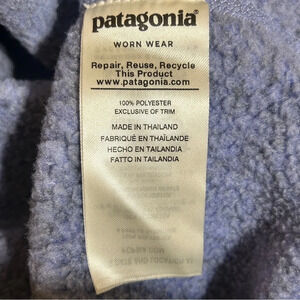 patagonia®
WORN WEAR
Repair, Reuse, Recycle
This Product
www.patagonia.com
100% POLYESTER
EXCLUSIVE OF TRIM
MADE IN THAILAND
FABRIQUÉ EN THAÏLANDE
HECHO EN TAILANDIA
FATTO IN TAILANDIA